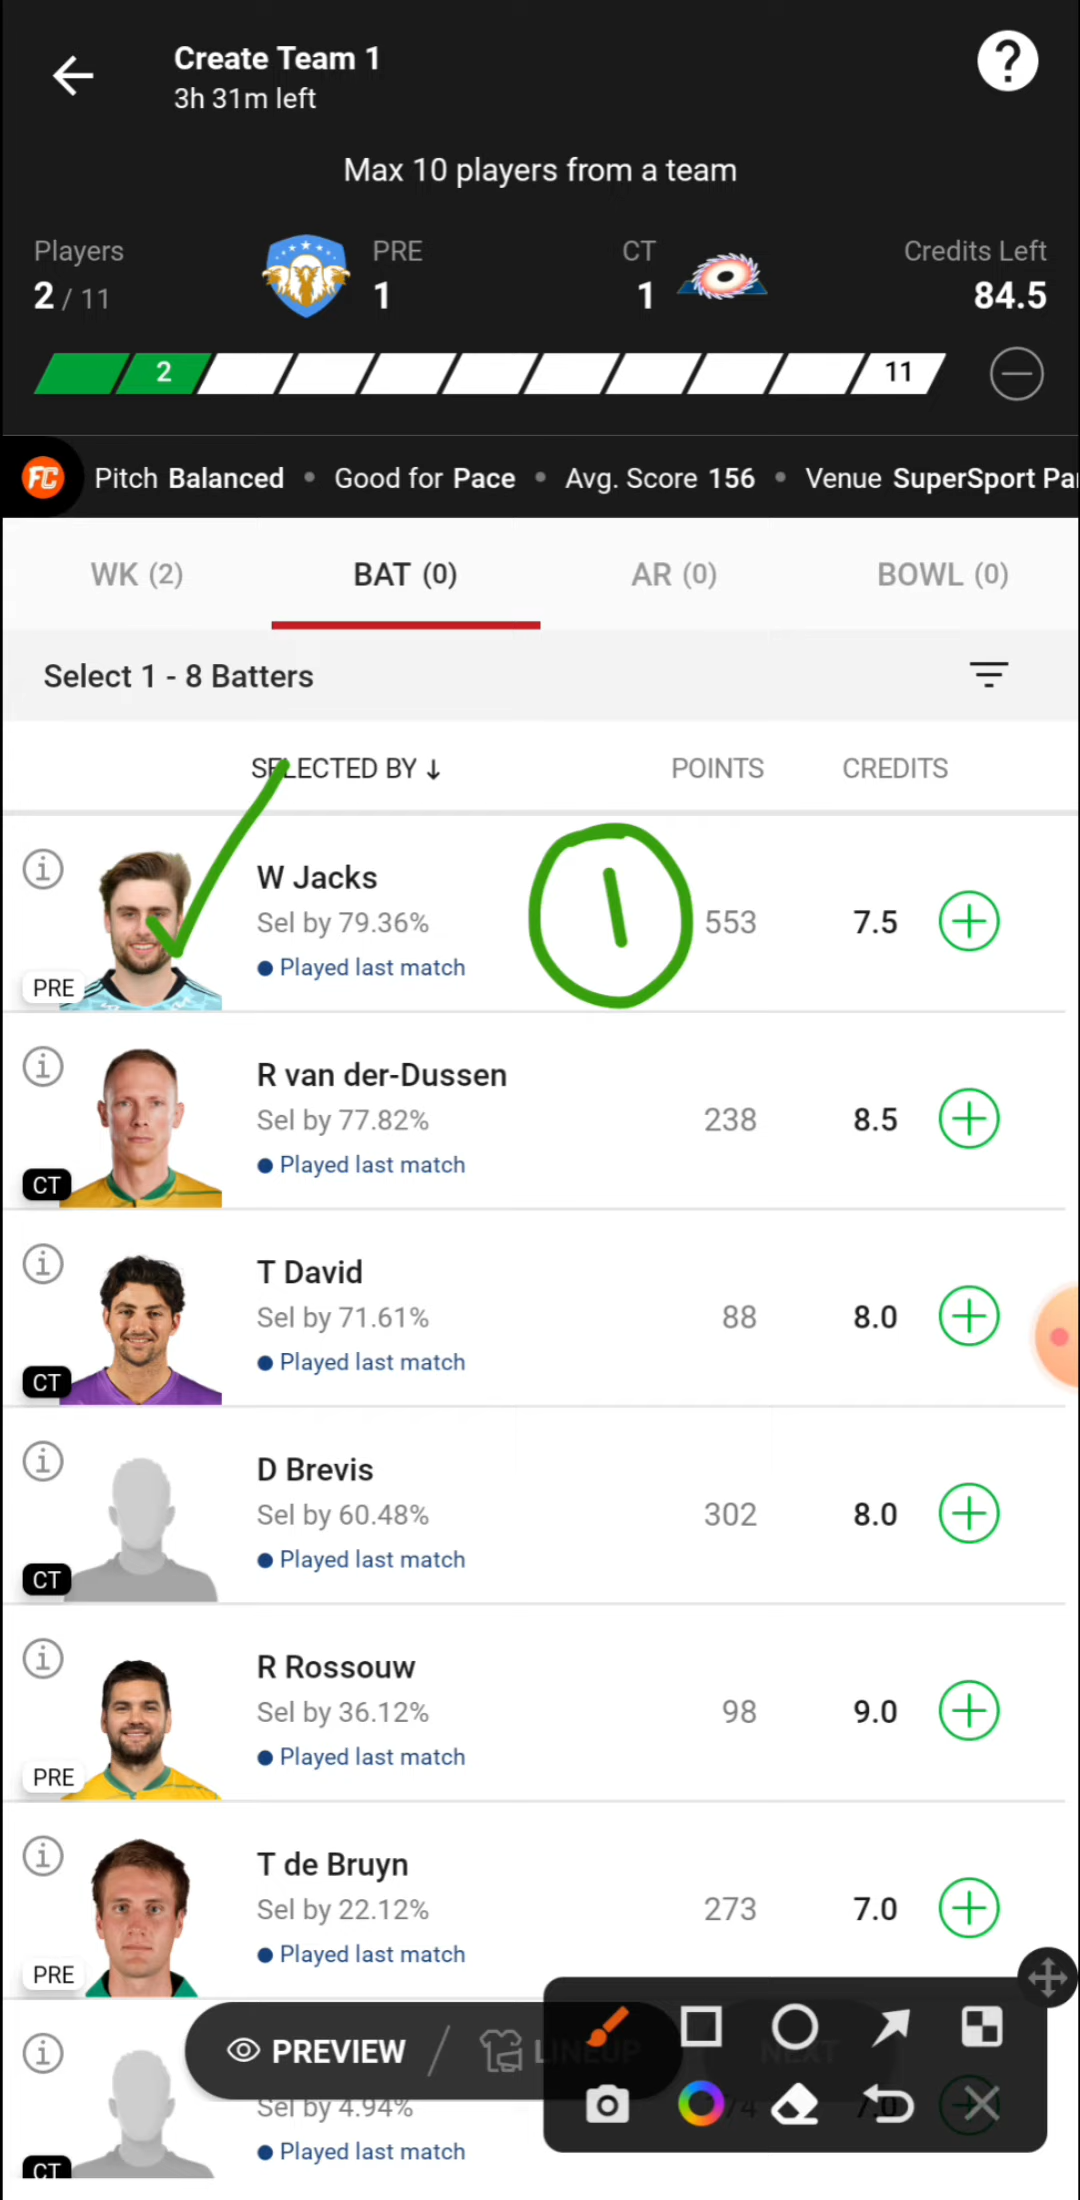 Create Team 1
3h 31m left
?
Max 10 players from a team
Players PRE CT Credits Left
2 / 11 1 1 84.5
2 11
FC Pitch Balanced • Good for Pace • Avg. Score 156 • Venue SuperSport Par
WK (2) BAT (0) AR (0) BOWL (0)
Select 1 - 8 Batters
SELECTED BY ↓ POINTS CREDITS
W Jacks
Sel by 79.36% 1 553 7.5
Played last match
PRE
R van der-Dussen
Sel by 77.82% 238 8.5
Played last match
CT
T David
Sel by 71.61% 88 8.0
Played last match
CT
D Brevis
Sel by 60.48% 302 8.0
Played last match
CT
R Rossouw
Sel by 36.12% 98 9.0
Played last match
PRE
T de Bruyn
Sel by 22.12% 273 7.0
Played last match
PRE
PREVIEW / LINEUP NEXT
Sel by 4.94% 74 7.0
Played last match
CT